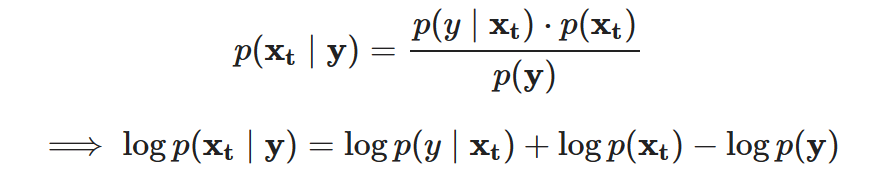 p(𝐱ₜ | 𝐲) = p(y | 𝐱ₜ) · p(𝐱ₜ) / p(𝐲)
⟹ log p(𝐱ₜ | 𝐲) = log p(y | 𝐱ₜ) + log p(𝐱ₜ) − log p(𝐲)